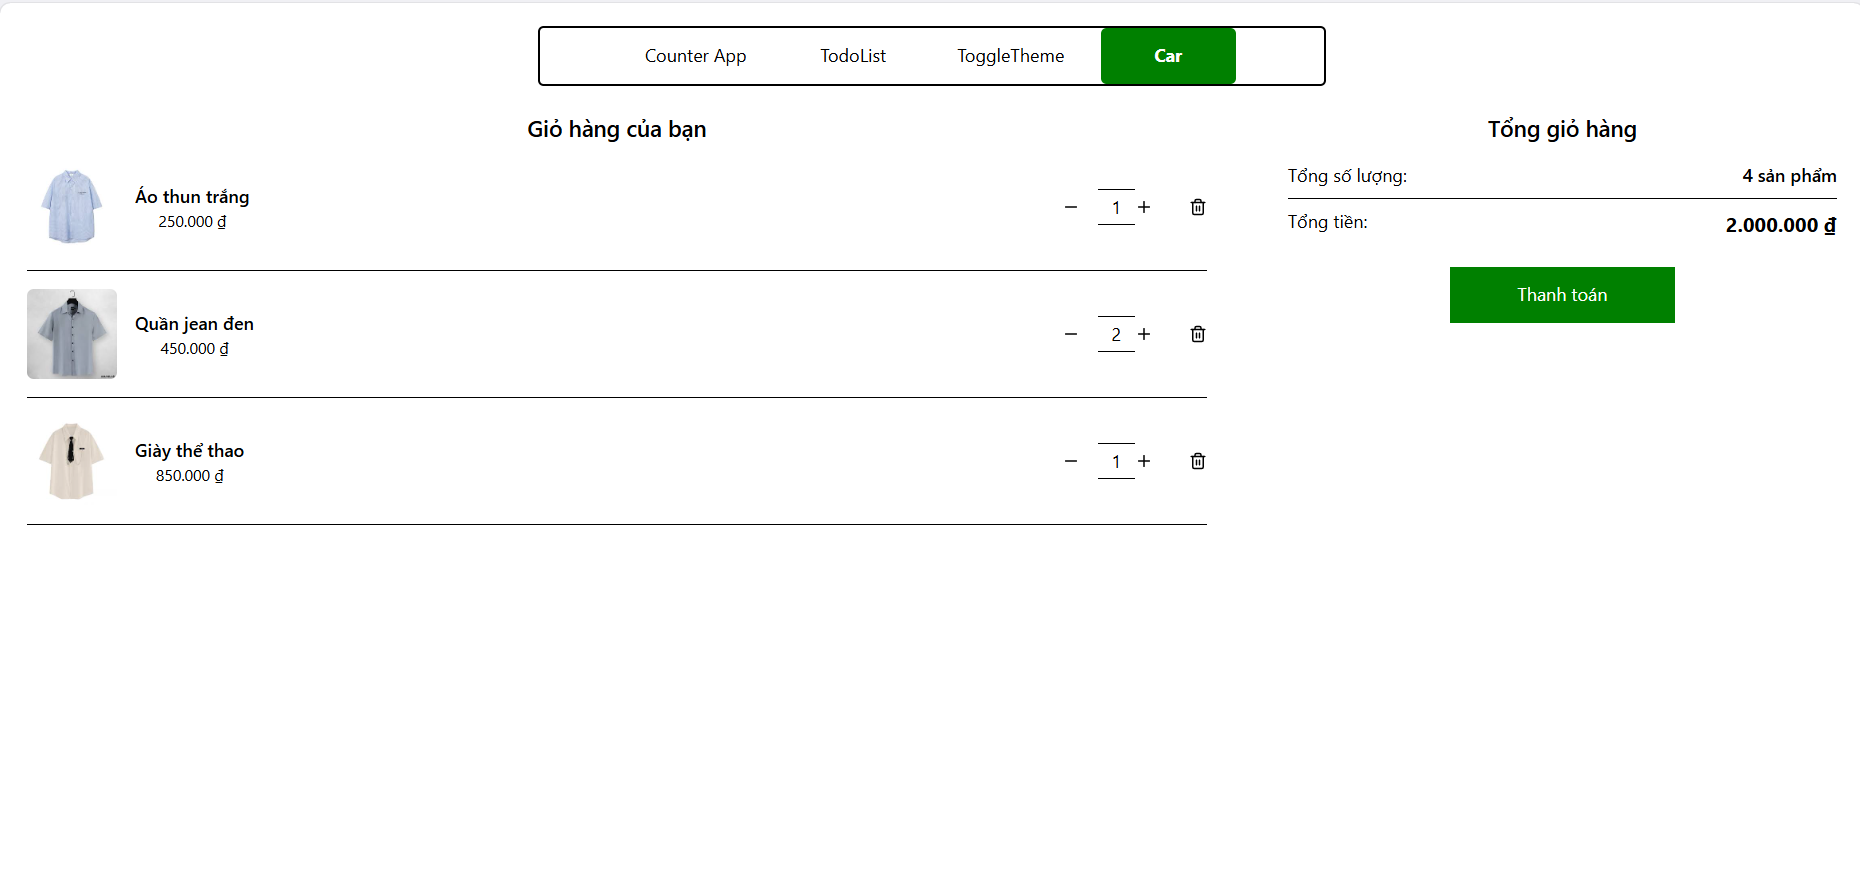 Counter App
TodoList
ToggleTheme
Car
Giỏ hàng của bạn
Áo thun trắng
250.000 ₫
1
Quần jean đen
450.000 ₫
2
Giày thể thao
850.000 ₫
1
Tổng giỏ hàng
Tổng số lượng: 4 sản phẩm
Tổng tiền: 2.000.000 ₫
Thanh toán